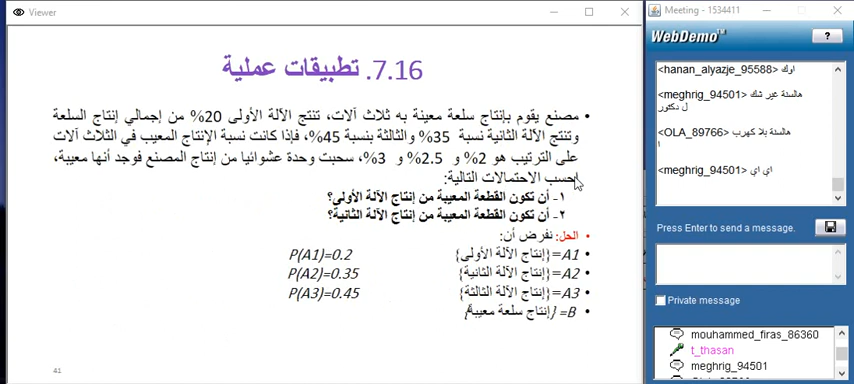 Viewer
7.16. تطبيقات عملية
• مصنع يقوم بإنتاج سلعة معينة به ثلاث آلات، تنتج الآلة الأولى 20% من إجمالي إنتاج السلعة
وتنتج الآلة الثانية نسبة 35% والثالثة بنسبة 45%، فإذا كانت نسبة الإنتاج المعيب في الثلاث آلات
على الترتيب هو 2% و 2.5% و 3%، سحبت وحدة عشوائيا من إنتاج المصنع فوجد أنها معيبة،
احسب الاحتمالات التالية:
١- أن تكون القطعة المعيبة من إنتاج الآلة الأولى؟
٢- أن تكون القطعة المعيبة من إنتاج الآلة الثانية؟
• الحل: نفرض أن:
• A1={إنتاج الآلة الأولى} P(A1)=0.2
• A2={إنتاج الآلة الثانية} P(A2)=0.35
• A3={إنتاج الآلة الثالثة} P(A3)=0.45
• B={إنتاج سلعة معيبة}
41
Meeting - 1534411
WebDemo™
?
<hanan_alyazje_95588> اوك
<meghrig_94501> هالسنة غير شك
ل دكتور
<OLA_89766> هالسنة بلا كهرب
ا
<meghrig_94501> اي اي
Press Enter to send a message.
Private message
mouhammed_firas_86360
t_thasan
meghrig_94501